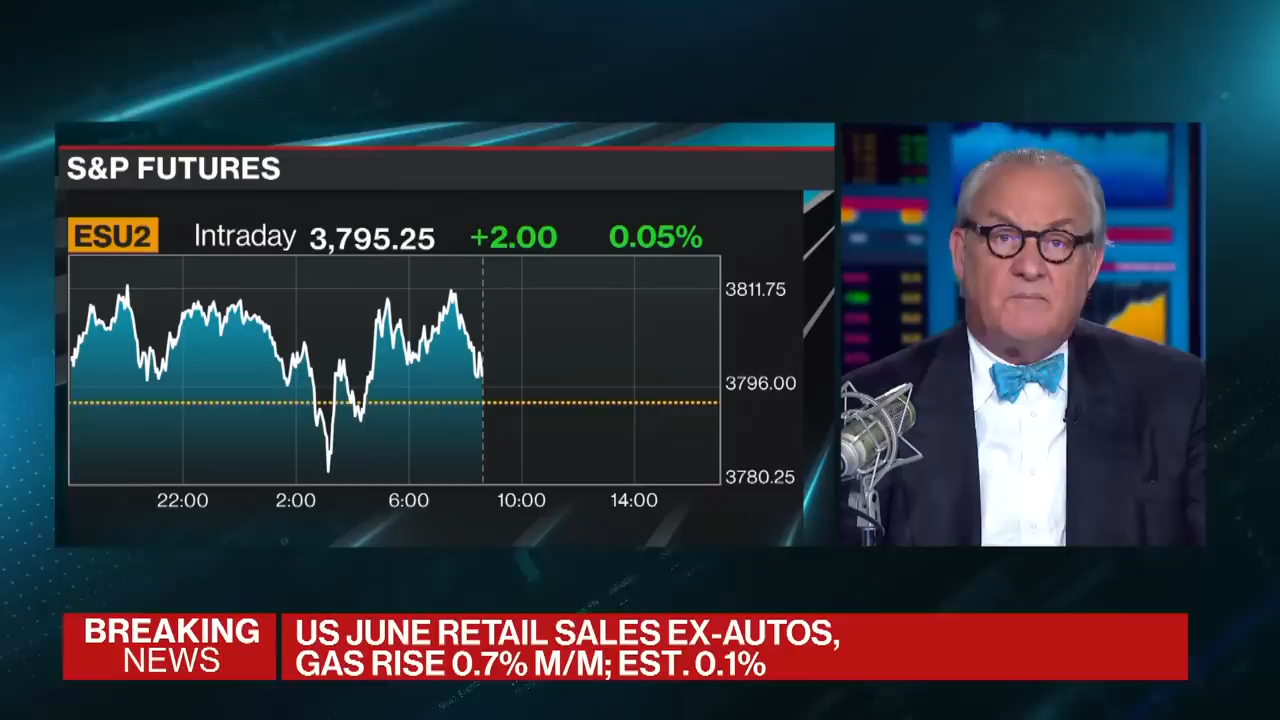 S&P FUTURES
ESU2 Intraday 3,795.25 +2.00 0.05%
3811.75
3796.00
3780.25
22:00 2:00 6:00 10:00 14:00
BREAKING NEWS
US JUNE RETAIL SALES EX-AUTOS,
GAS RISE 0.7% M/M; EST. 0.1%